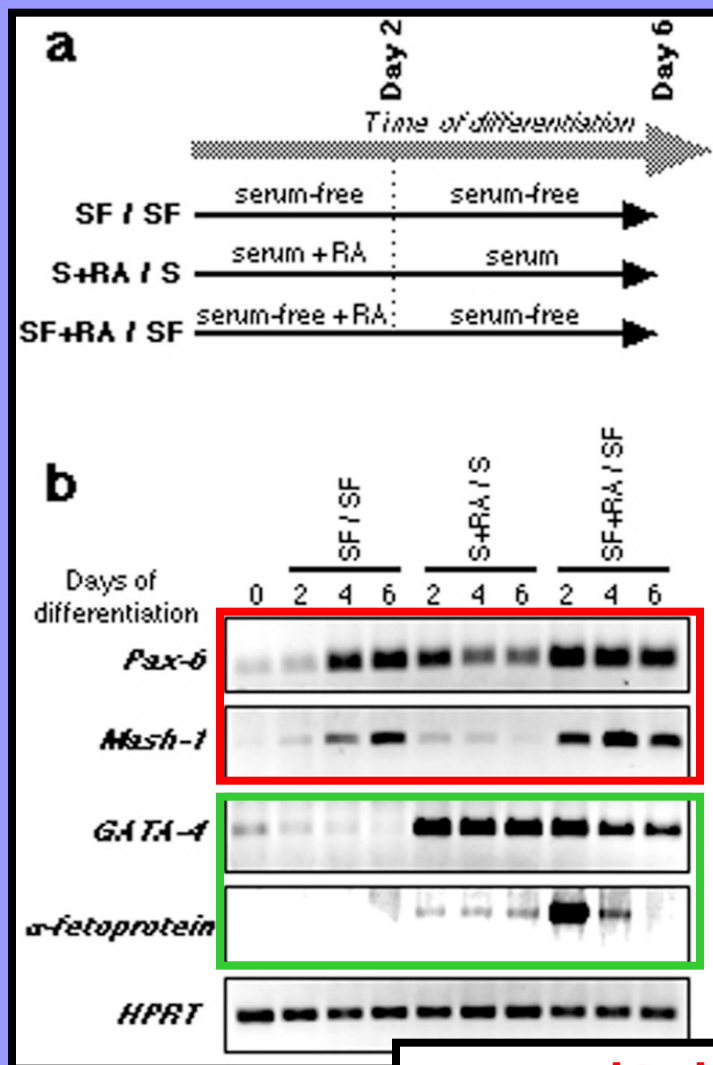 a
Day 2
Day 6
Time of differentiation
SF / SF
serum-free
serum-free
S+RA / S
serum + RA
serum
SF+RA / SF
serum-free + RA
serum-free
b
SF / SF
S+RA / S
SF+RA / SF
Days of
differentiation
0 2 4 6 2 4 6 2 4 6
Pax-6
Mash-1
GATA-4
α-fetoprotein
HPRT